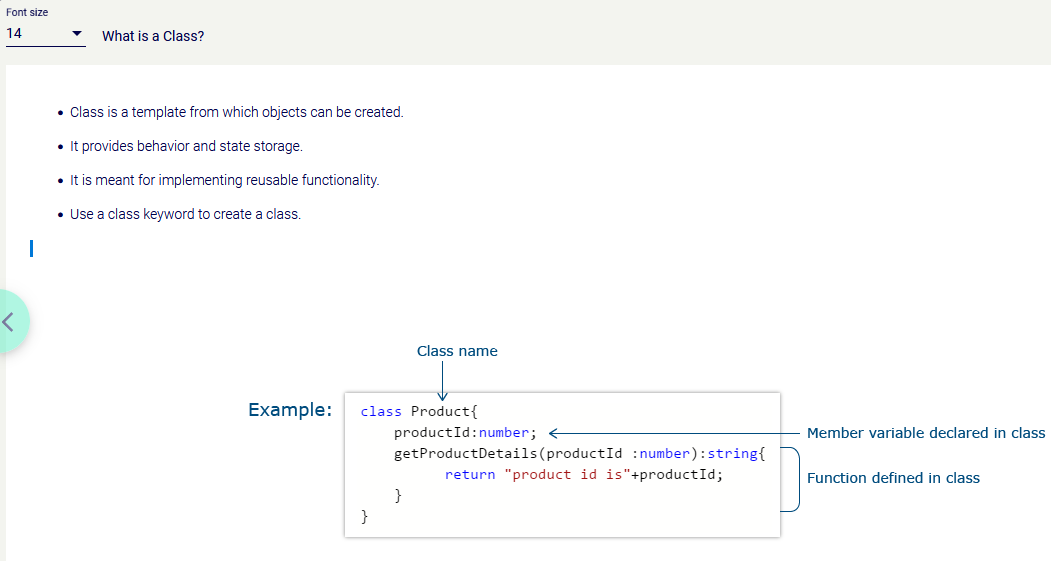 Font size
14
What is a Class?
Class is a template from which objects can be created.
It provides behavior and state storage.
It is meant for implementing reusable functionality.
Use a class keyword to create a class.
Class name
Example:
class Product{
productId:number;
Member variable declared in class
getProductDetails(productId :number):string{
return "product id is"+productId;
Function defined in class
}
}